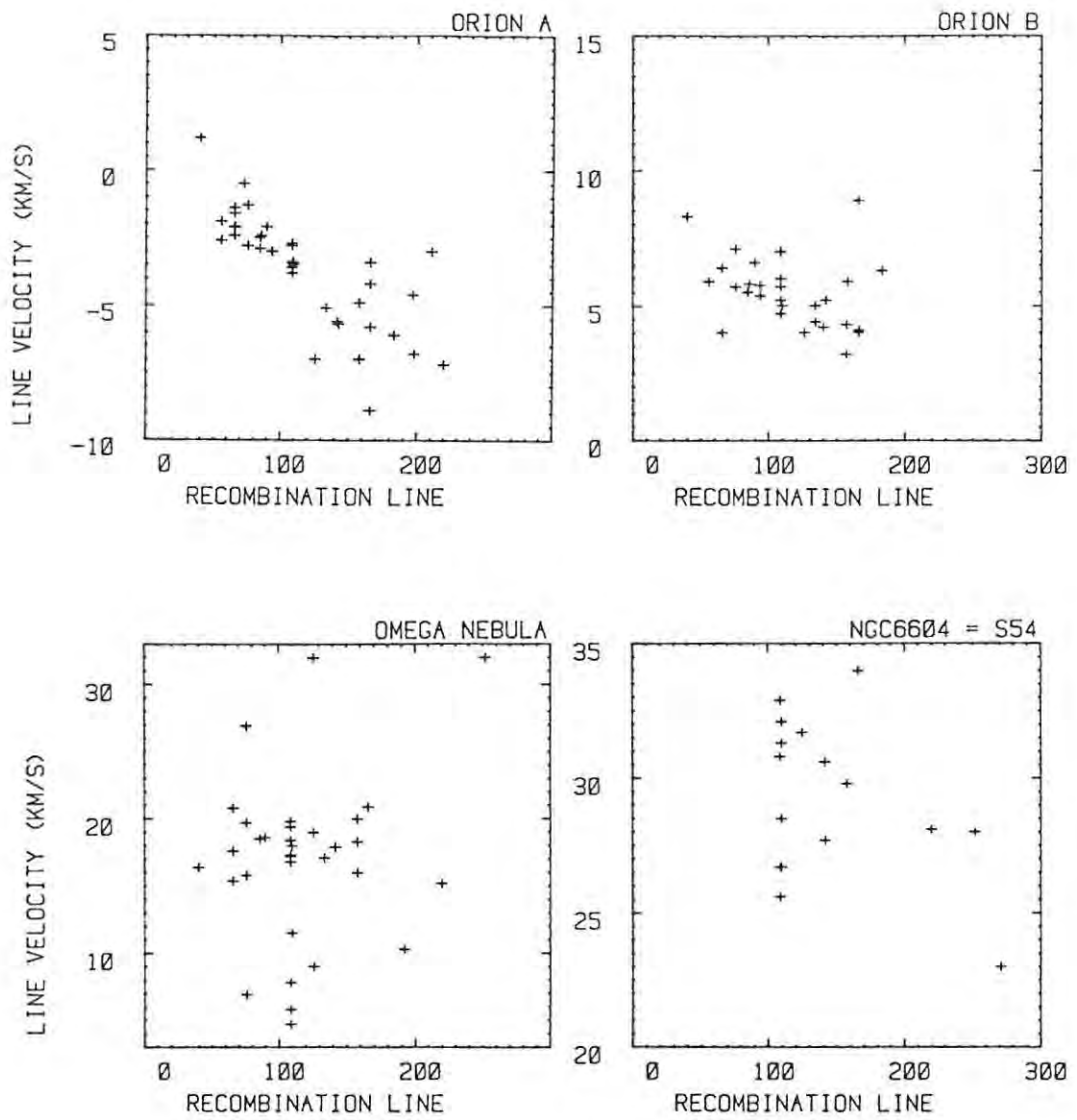 ORION A
ORION B
5
0
-5
-10
LINE VELOCITY (KM/S)
0 100 200
RECOMBINATION LINE
15
10
5
0
0 100 200 300
RECOMBINATION LINE
OMEGA NEBULA
NGC6604 = S54
30
20
10
LINE VELOCITY (KM/S)
0 100 200
RECOMBINATION LINE
35
30
25
20
0 100 200 300
RECOMBINATION LINE